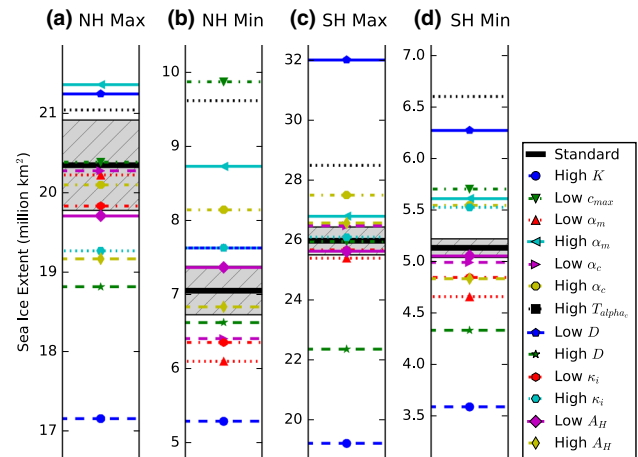 (a) NH Max
(b) NH Min
(c) SH Max
(d) SH Min
Sea Ice Extent (million km²)
21
20
19
18
17
10
9
8
7
6
5
32
30
28
26
24
22
20
7.0
6.5
6.0
5.5
5.0
4.5
4.0
3.5
Standard
High K
Low c_max
Low α_m
High α_m
Low α_c
High α_c
High T_alpha_c
Low D
High D
Low κ_i
High κ_i
Low A_H
High A_H